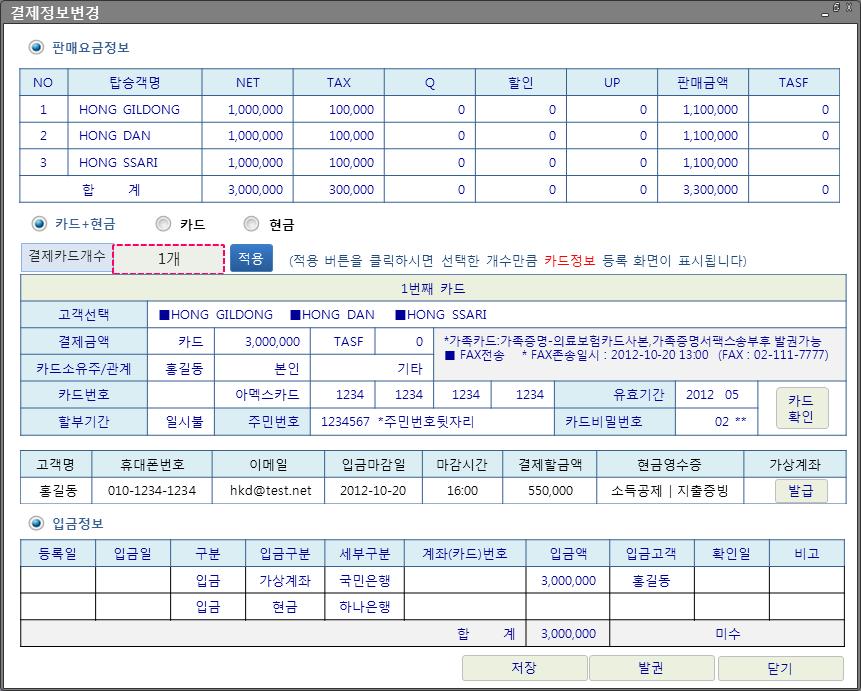 결제정보변경
판매요금정보
NO 탑승객명 NET TAX Q 할인 UP 판매금액 TASF
1 HONG GILDONG 1,000,000 100,000 0 0 0 1,100,000 0
2 HONG DAN 1,000,000 100,000 0 0 0 1,100,000 0
3 HONG SSARI 1,000,000 100,000 0 0 0 1,100,000
합 계 3,000,000 300,000 0 0 0 3,300,000 0
카드+현금 카드 현금
결제카드개수 1개 적용 (적용 버튼을 클릭하시면 선택한 개수만큼 카드정보 등록 화면이 표시됩니다)
1번째 카드
고객선택 ■HONG GILDONG ■HONG DAN ■HONG SSARI
결제금액 카드 3,000,000 TASF 0 *가족카드:가족증명-의료보험카드사본,가족증명서팩스송부후 발권가능
■ FAX전송 * FAX존송일시 : 2012-10-20 13:00 (FAX : 02-111-7777)
카드소유주/관계 홍길동 본인 기타
카드번호 아멕스카드 1234 1234 1234 1234 유효기간 2012 05 카드
확인
할부기간 일시불 주민번호 1234567 *주민번호뒷자리 카드비밀번호 02 **
고객명 휴대폰번호 이메일 입금마감일 마감시간 결제할금액 현금영수증 가상계좌
홍길동 010-1234-1234 hkd@test.net 2012-10-20 16:00 550,000 소득공제 | 지출증빙 발급
입금정보
등록일 입금일 구분 입금구분 세부구분 계좌(카드)번호 입금액 입금고객 확인일 비고
입금 가상계좌 국민은행 3,000,000 홍길동
입금 현금 하나은행
합 계 3,000,000 미수
저장 발권 닫기